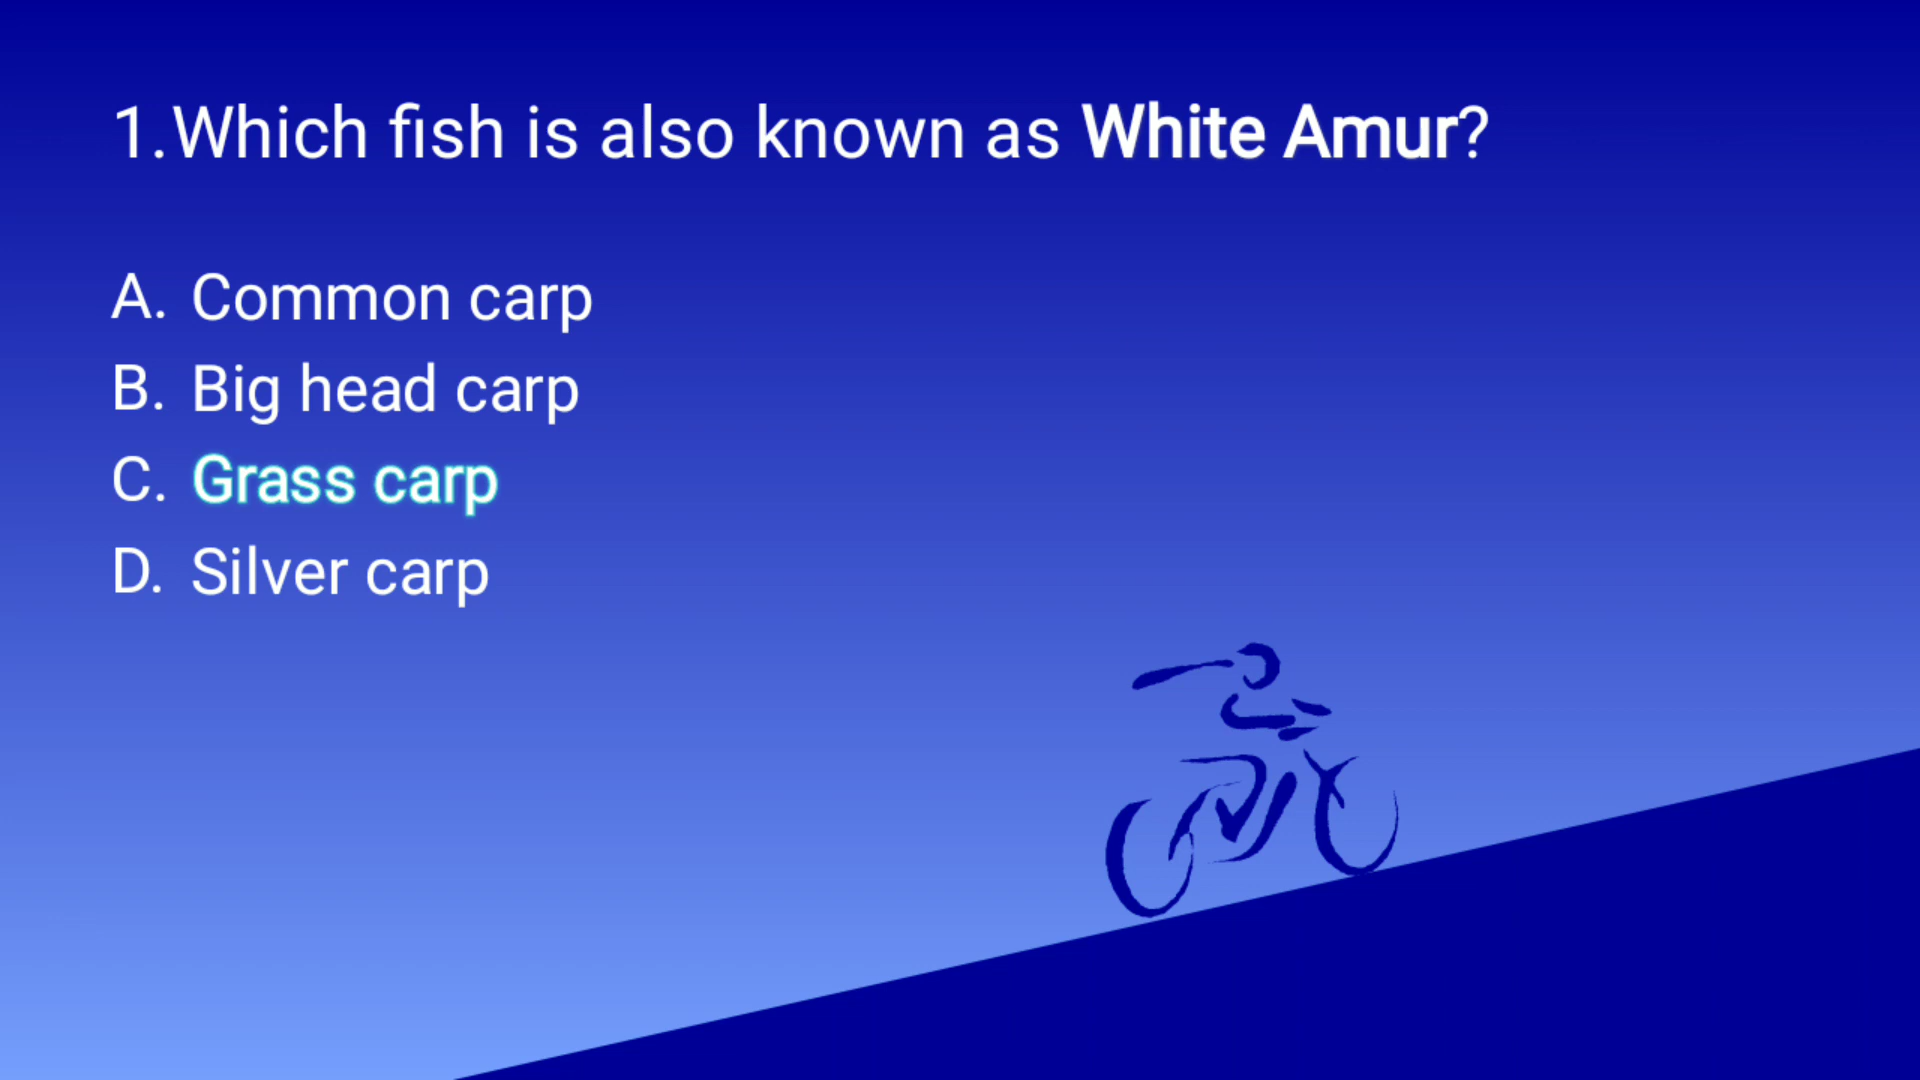 1.Which fish is also known as White Amur?
A. Common carp
B. Big head carp
C. Grass carp
D. Silver carp